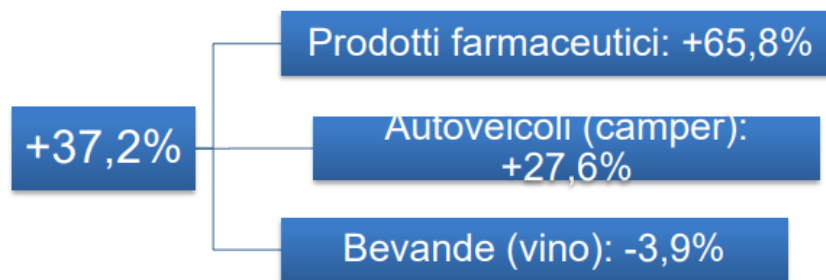 +37,2%
Prodotti farmaceutici: +65,8%
Autoveicoli (camper):
+27,6%
Bevande (vino): -3,9%